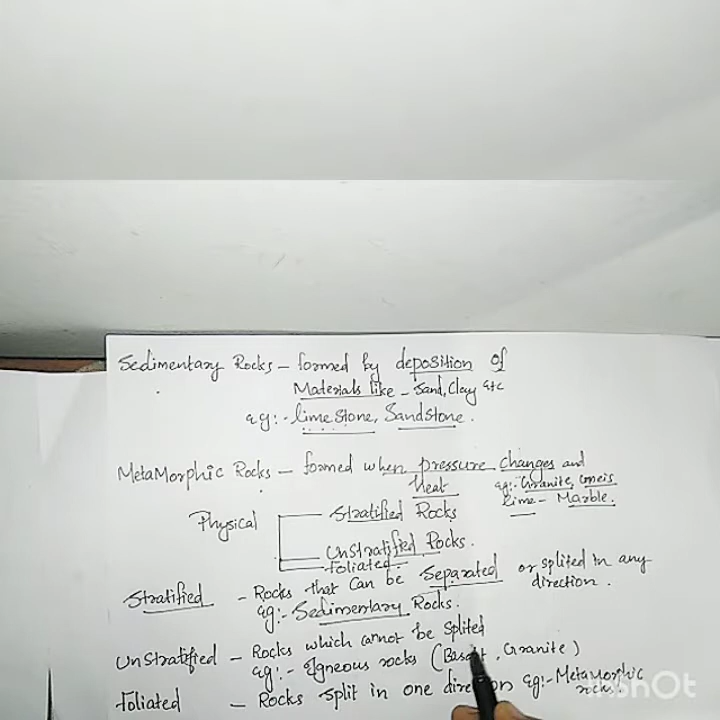 Sedimentary Rocks - formed by deposition of
Materials like - Sand, Clay etc
eg:- limestone, Sandstone.
MetaMorphic Rocks - formed when pressure changes and
Heat
eg:- Granite, Gneis
Lime - Marble.
Physical
Stratified Rocks
Unstratified Rocks.
foliated.
Stratified - Rocks that Can be Separated or splited in any
direction.
eg:- Sedimentary Rocks.
UnStratified - Rocks which cannot be splited
eg:- Igneous rocks (Basalt, Granite)
foliated - Rocks split in one direction eg:- Metamorphic
rocks
InShOt